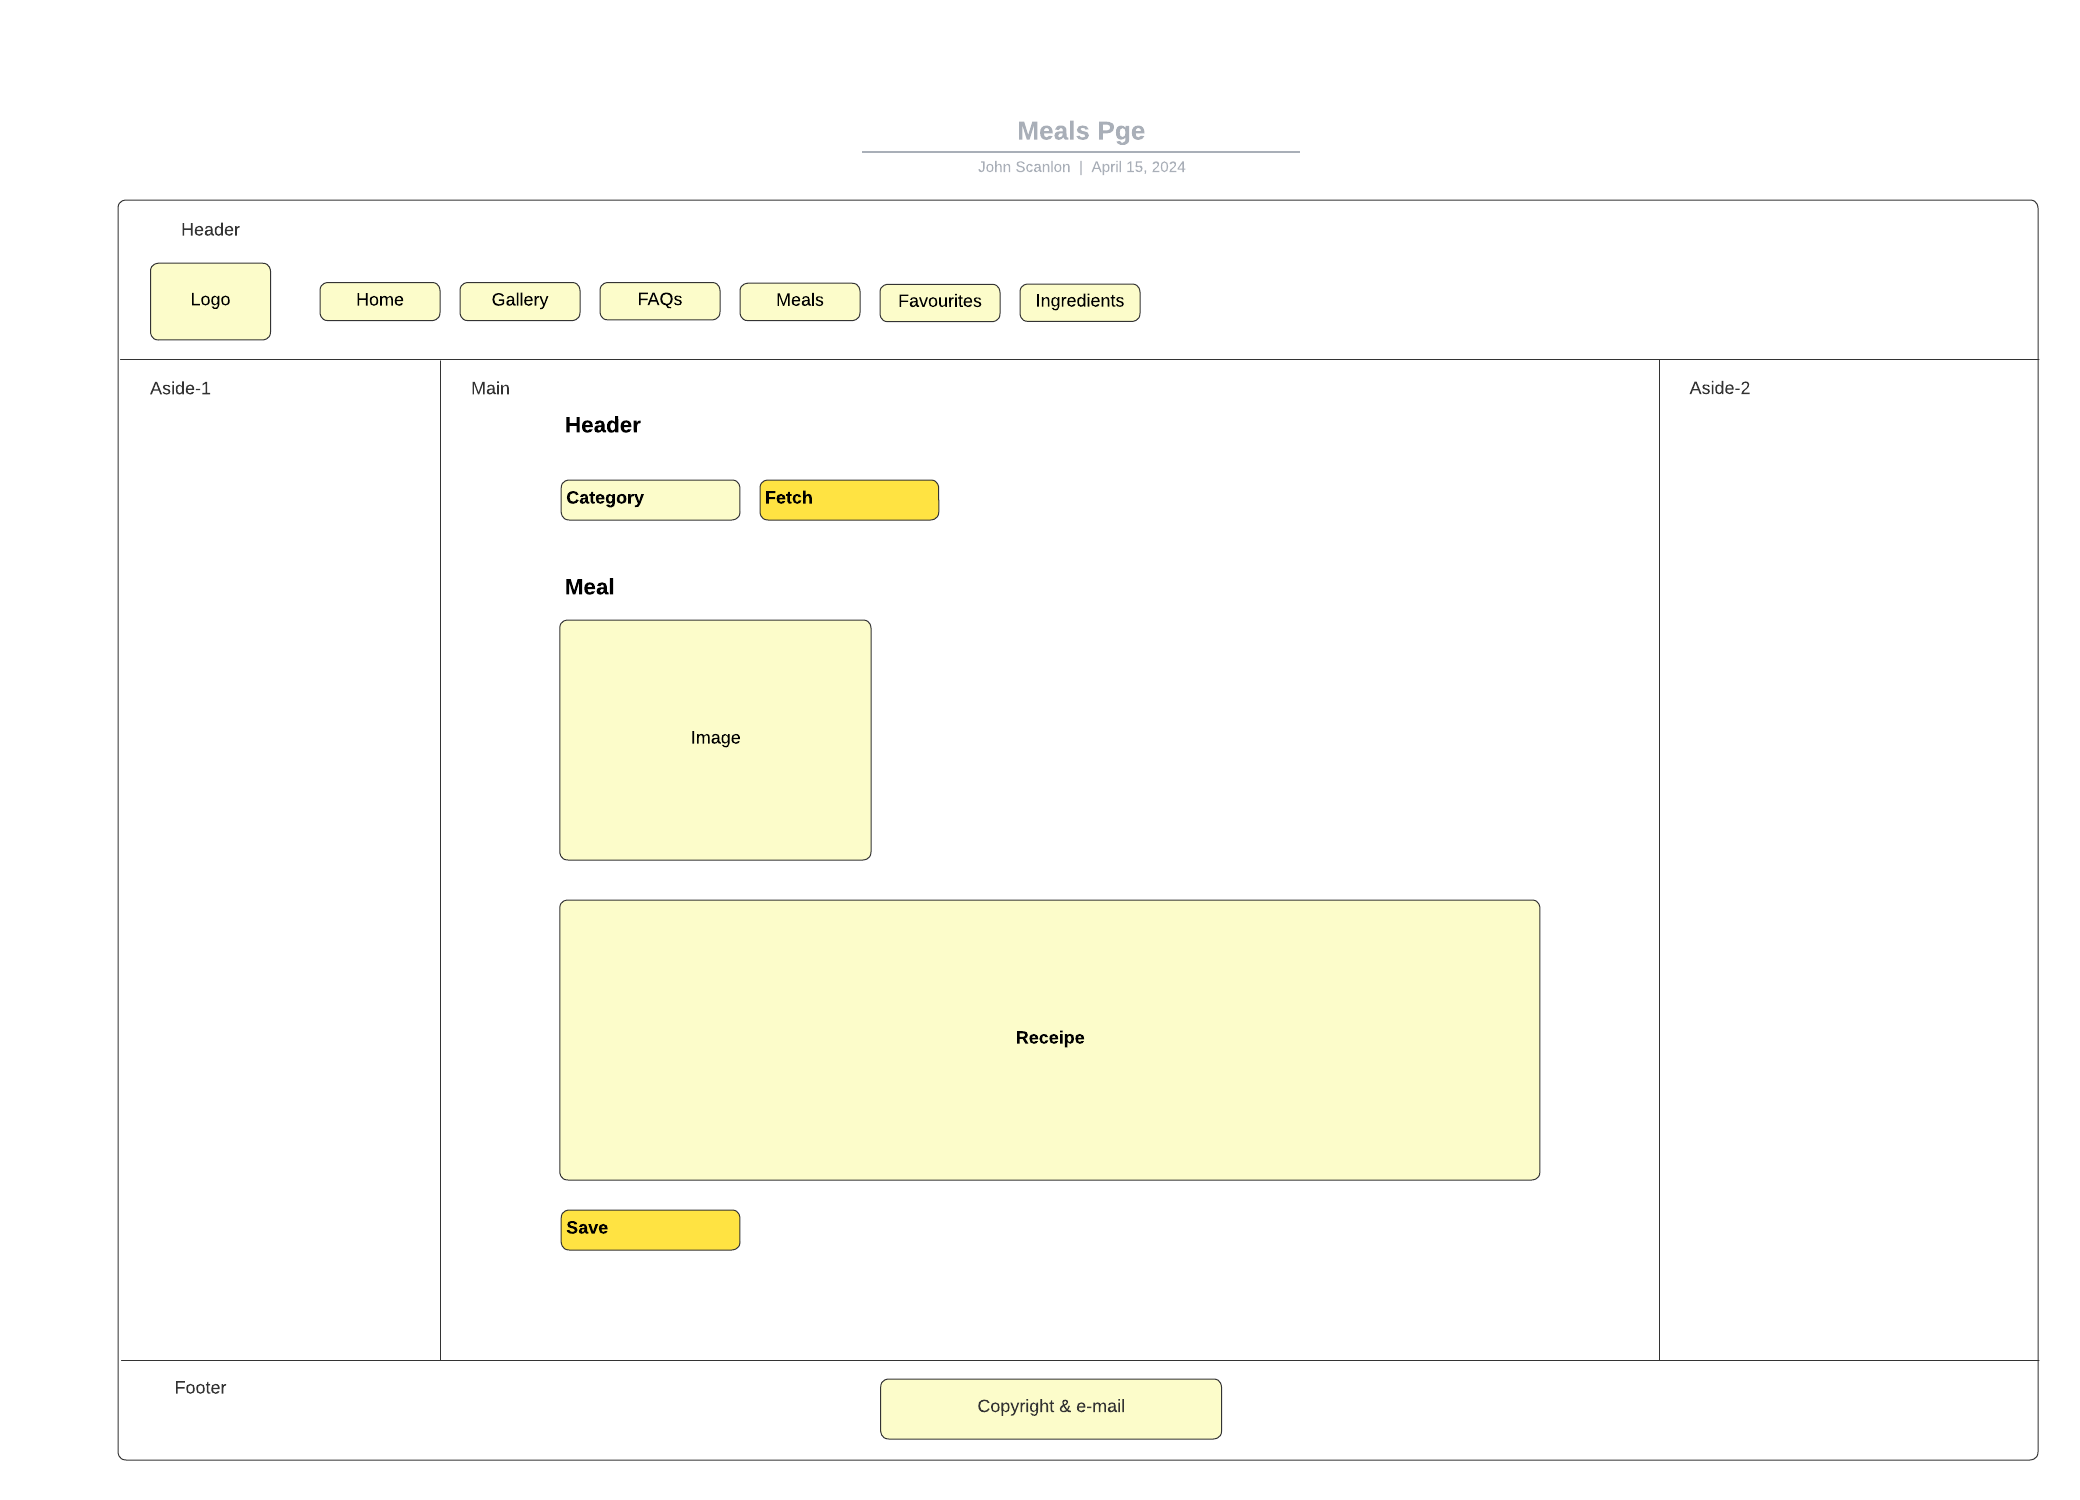 Meals Pge
John Scanlon | April 15, 2024
Header
Logo
Home
Gallery
FAQs
Meals
Favourites
Ingredients
Aside-1
Main
Aside-2
Header
Category
Fetch
Meal
Image
Receipe
Save
Footer
Copyright & e-mail